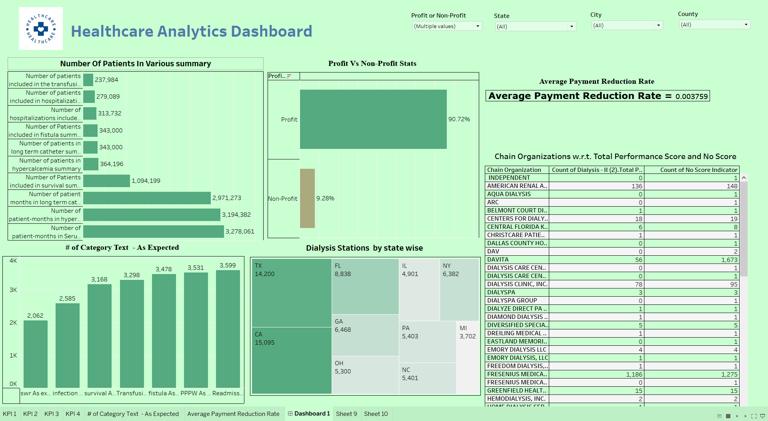 HEALTHCARE
HEALTHCARE
Healthcare Analytics Dashboard
Profit or Non-Profit
(Multiple values)
State
(All)
City
(All)
County
(All)
Number Of Patients In Various summary
Number of patients
included in the transfusi..
237,984
Number of patients
included in hospitalizati..
279,089
Number of
hospitalizations include..
313,732
Number of Patients
included in fistula summ..
343,000
Number of Patients in
long term catheter sum..
343,000
Number of patients in
hypercalcemia summary
364,196
Number of Patients
included in survival sum..
1,094,199
Number of patient
months in long term cat..
2,971,273
Number of
patient-months in hyper..
3,194,382
Number of
patient-months in Seru..
3,278,061
Profit Vs Non-Profit Stats
Profi..
Profit
90.72%
Non-Profit
9.28%
Average Payment Reduction Rate
Average Payment Reduction Rate = 0.003759
Chain Organizations w.r.t. Total Performance Score and No Score
Chain Organization Count of Dialysis - II (2).Total P.. Count of No Score Indicator
INDEPENDENT 0 1
AMERICAN RENAL A.. 136 148
AQUA DIALYSIS 0 1
ARC 0 1
BELMONT COURT DI.. 1 1
CENTERS FOR DIALY.. 18 19
CENTRAL FLORIDA K.. 6 8
CHRISTCARE PATIE.. 1 1
DALLAS COUNTY HO.. 0 1
DAV 0 2
DAVITA 56 1,673
DIALYSIS CARE CEN.. 0 1
DIALYSIS CARE CEN.. 0 1
DIALYSIS CLINIC, INC. 78 95
DIALYSPA 3 3
DIALYSPA GROUP 0 1
DIALYZE DIRECT PA .. 1 1
DIAMOND DIALYSIS .. 1 1
DIVERSIFIED SPECIA.. 5 5
DREILING MEDICAL .. 1 1
EASTLAND MEMORI.. 0 1
EMORY DIALYSIS LLC 4 4
EMORY DIALYSIS, LLC 1 1
FREEDOM DIALYSIS,.. 1 1
FRESENIUS MEDICA.. 1,186 1,275
FRESENIUS MEDICA.. 0 1
GREENFIELD HEALT.. 15 15
HEMODIALYSIS, INC. 2 2
# of Category Text - As Expected
4K
3K
2K
1K
0K
2,062
2,585
3,168
3,298
3,478
3,531
3,599
swr As ex.. infection .. survival A.. Transfusi.. fistula As.. PPPW As .. Readmiss..
Dialysis Stations by state wise
TX
14,200
CA
15,095
FL
8,838
GA
6,468
OH
5,300
IL
4,901
NY
6,382
PA
5,403
NC
5,401
MI
3,702
KPI 1 KPI 2 KPI 3 KPI 4 # of Category Text - As Expected Average Payment Reduction Rate Dashboard 1 Sheet 9 Sheet 10